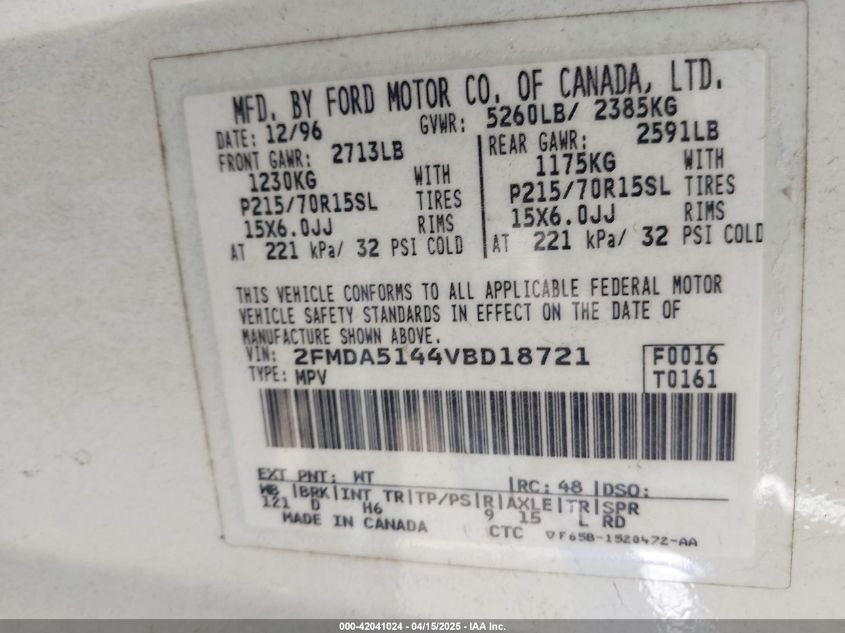 MFD. BY FORD MOTOR CO. OF CANADA, LTD.
DATE: 12/96 GVWR: 5260LB/ 2385KG
FRONT GAWR: 2713LB REAR GAWR: 2591LB
1230KG WITH 1175KG WITH
P215/70R15SL TIRES P215/70R15SL TIRES
15X6.0JJ RIMS 15X6.0JJ RIMS
AT 221 kPa/ 32 PSI COLD AT 221 kPa/ 32 PSI COLD
THIS VEHICLE CONFORMS TO ALL APPLICABLE FEDERAL MOTOR
VEHICLE SAFETY STANDARDS IN EFFECT ON THE DATE OF
MANUFACTURE SHOWN ABOVE.
VIN: 2FMDA5144VBD18721 F0016
TYPE: MPV T0161
EXT PNT: WT RC: 48 DSO:
WB BRK INT TR TP/PS R AXLE TR SPR
121 D H6 9 15 L RD
MADE IN CANADA CTC ▽F65B-1520472-AA
000-42041024 - 04/15/2025 - IAA Inc.